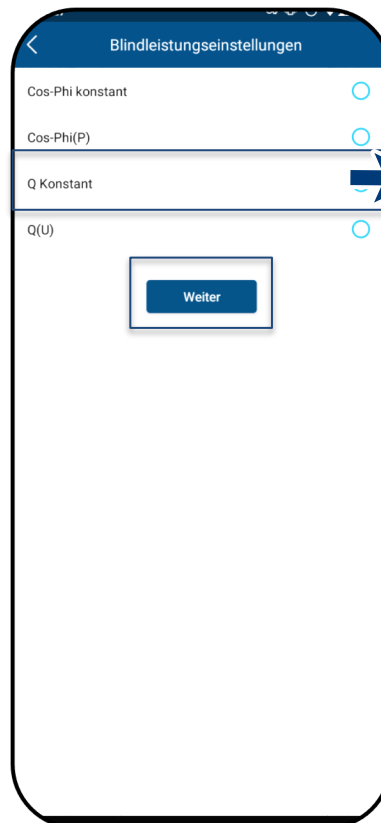 Blindleistungseinstellungen
Cos-Phi konstant
Cos-Phi(P)
Q Konstant
Q(U)
Weiter